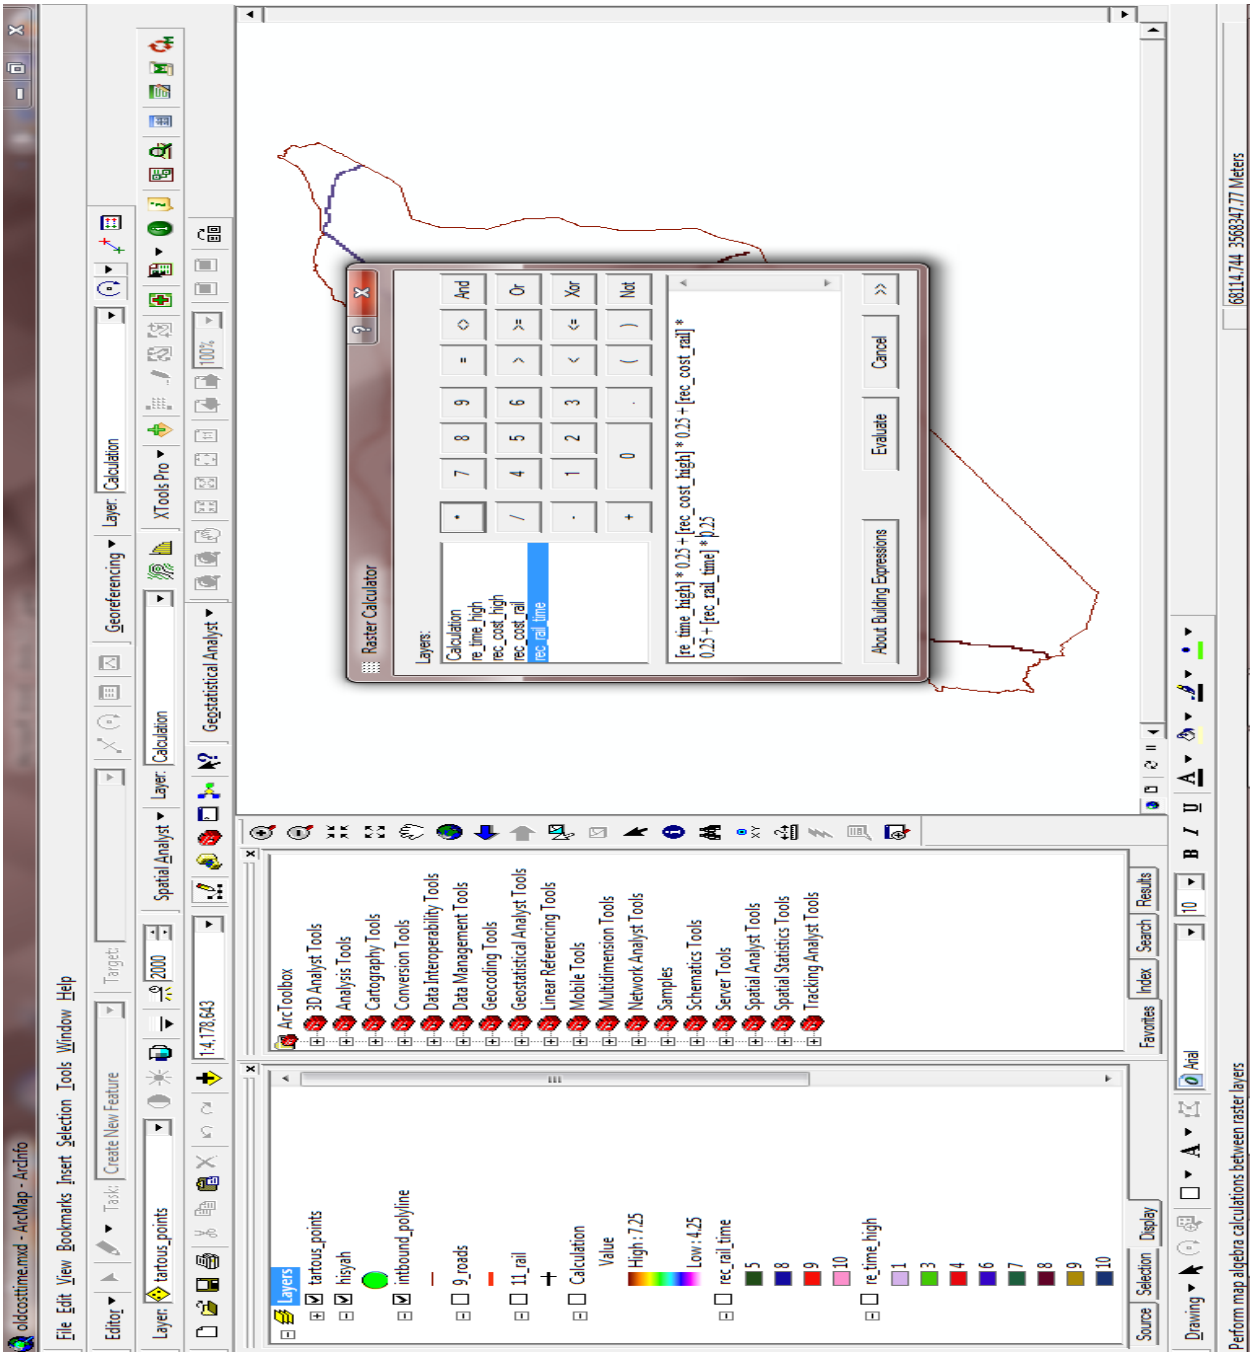 oldcosttime.mxd - ArcMap - ArcInfo
File Edit View Bookmarks Insert Selection Tools Window Help
Editor Task: Create New Feature Target: Georeferencing Layer: Calculation
Layer: tartous_points 2000 Spatial Analyst Layer: Calculation XTools Pro
1:4,178,643 Geostatistical Analyst 100%
Layers
tartous_points
hisyah
intbound_polyline
9_roads
11_rail
Calculation
Value
High : 7.25
Low : 4.25
rec_rail_time
5
8
9
10
re_time_high
1
3
4
6
7
8
9
10
Source Selection Display
ArcToolbox
3D Analyst Tools
Analysis Tools
Cartography Tools
Conversion Tools
Data Interoperability Tools
Data Management Tools
Geocoding Tools
Geostatistical Analyst Tools
Linear Referencing Tools
Mobile Tools
Multidimension Tools
Network Analyst Tools
Samples
Schematics Tools
Server Tools
Spatial Analyst Tools
Spatial Statistics Tools
Tracking Analyst Tools
Favorites Index Search Results
Raster Calculator
Layers:
Calculation
re_time_high
rec_cost_high
rec_cost_rail
rec_rail_time
* 7 8 9 = <> And
/ 4 5 6 > >= Or
- 1 2 3 < <= Xor
+ 0 . ( ) Not
[re_time_high] * 0.25 + [rec_cost_high] * 0.25 + [rec_cost_rail] *
0.25 + [rec_rail_time] * 0.25
About Building Expressions Evaluate Cancel >>
Drawing A Arial 10 B I U A
Perform map algebra calculations between raster layers 68114.744 3568347.77 Meters